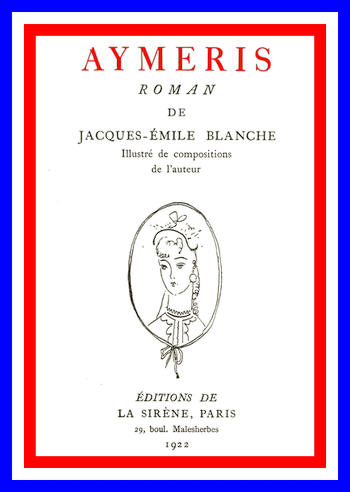 AYMERIS
ROMAN
DE
JACQUES-ÉMILE BLANCHE
Illustré de compositions
de l'auteur
ÉDITIONS DE
LA SIRÈNE, PARIS
29, boul. Malesherbes
1922